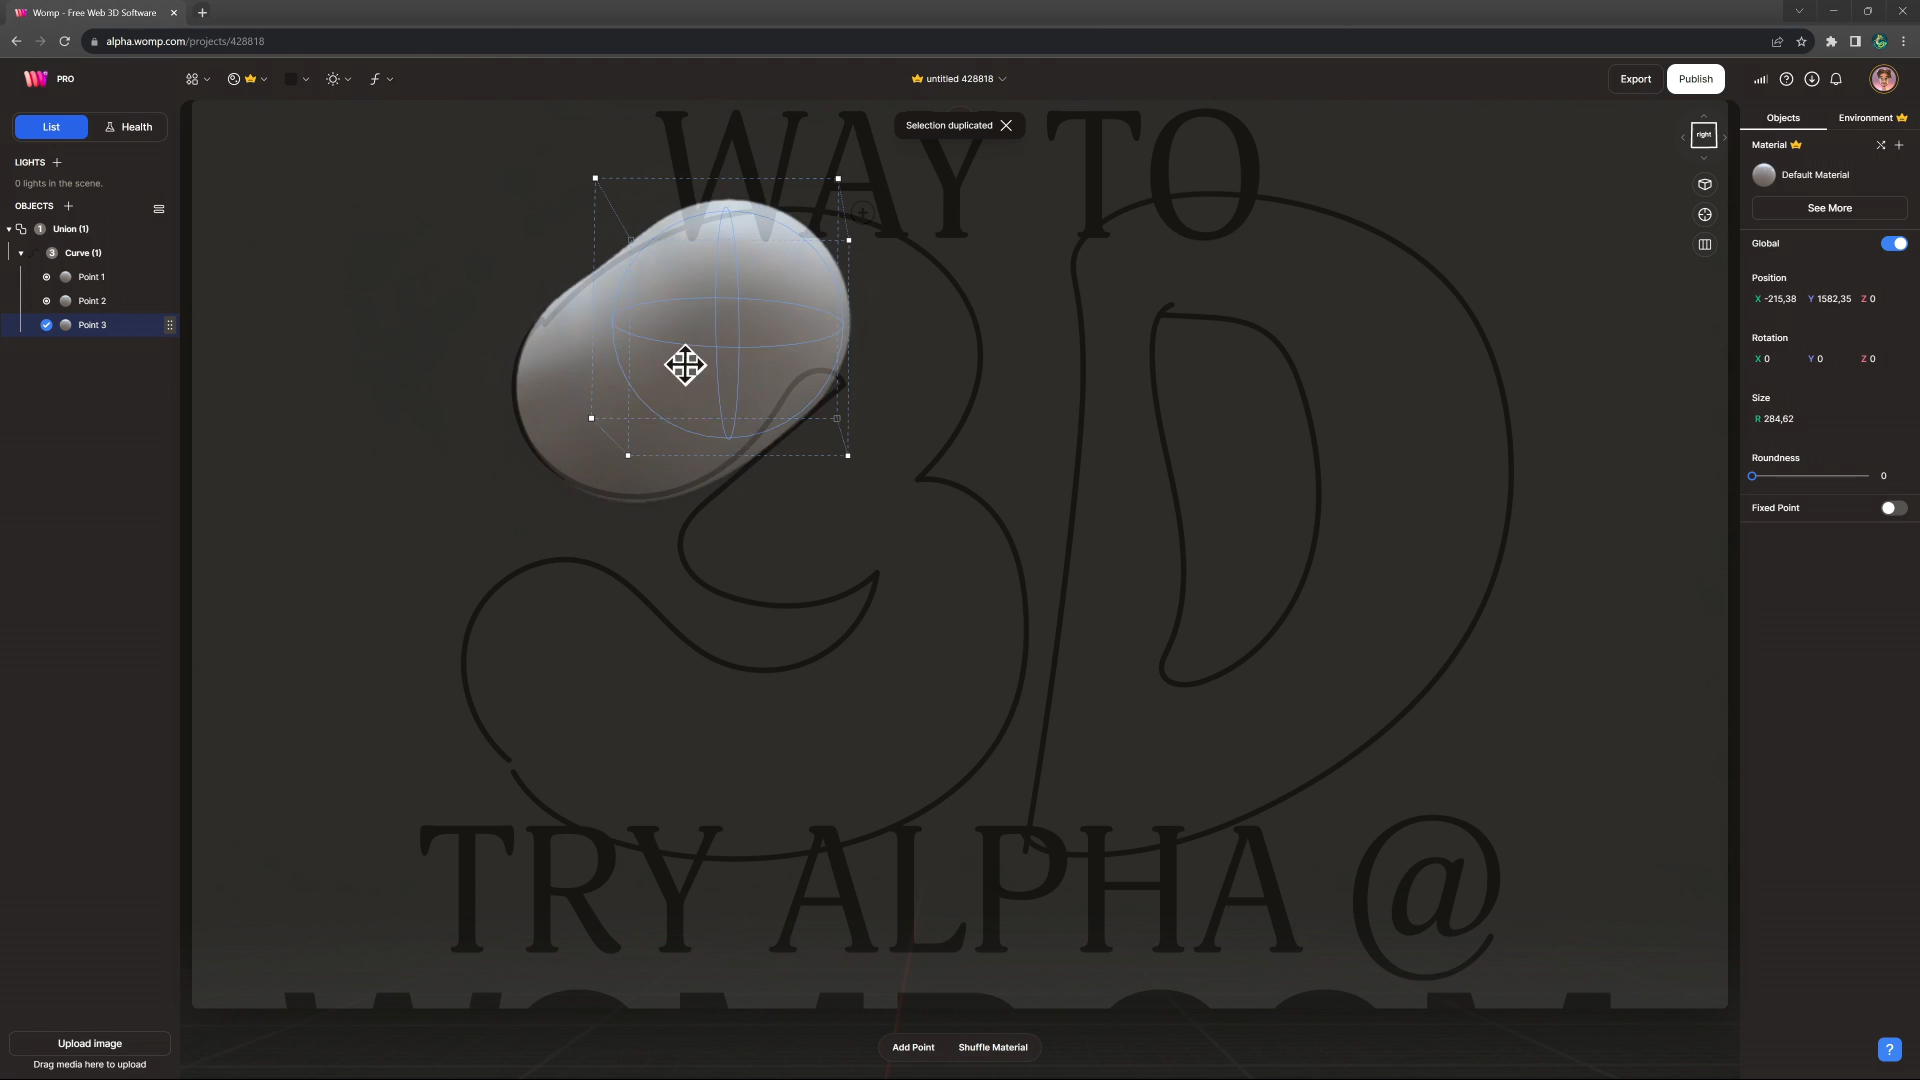 Womp - Free Web 3D Software
alpha.womp.com/projects/428818
PRO
untitled 428818
Export
Publish
List
Health
Selection duplicated
right
Objects
Environment
LIGHTS
0 lights in the scene.
OBJECTS
1 Union (1)
3 Curve (1)
Point 1
Point 2
Point 3
Material
Default Material
See More
Global
Position
X -215,38 Y 1582,35 Z 0
Rotation
X 0 Y 0 Z 0
Size
R 284,62
Roundness
0
Fixed Point
WAY TO
3D
TRY ALPHA @
Upload image
Drag media here to upload
Add Point
Shuffle Material
?